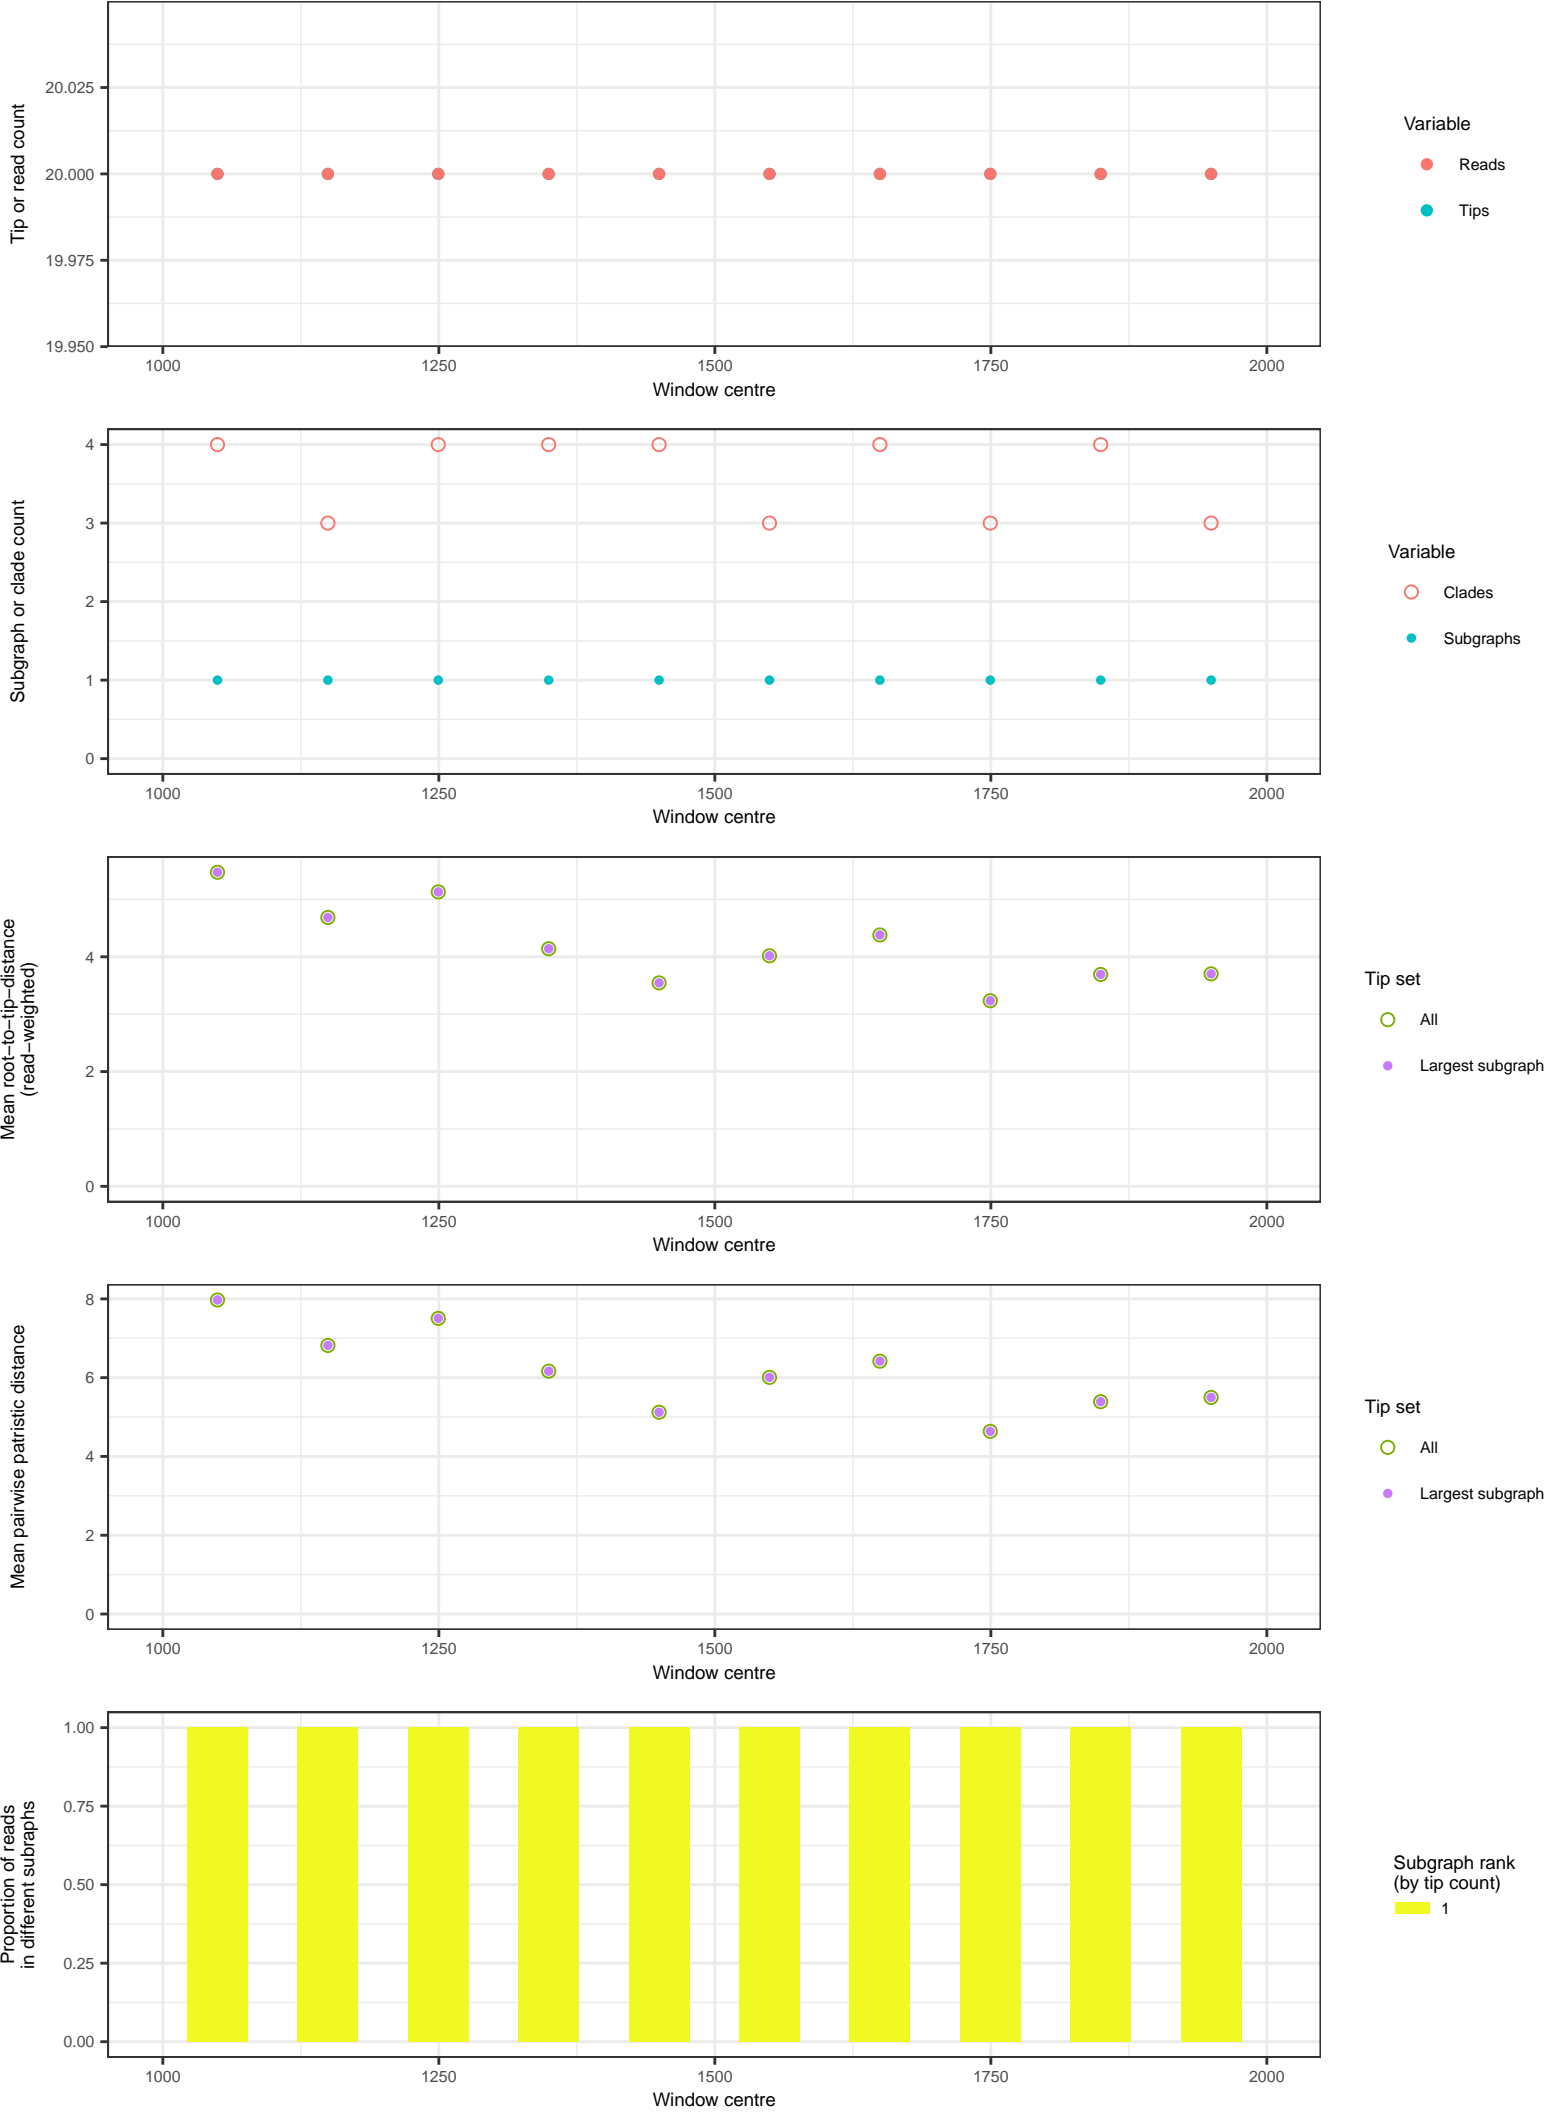 20.025
20.000
19.975
19.950
Tip or read count
1000 1250 1500 1750 2000
Window centre
Variable
Reads
Tips
4
3
2
1
0
Subgraph or clade count
1000 1250 1500 1750 2000
Window centre
Variable
Clades
Subgraphs
4
2
0
Mean root-to-tip-distance
(read-weighted)
1000 1250 1500 1750 2000
Window centre
Tip set
All
Largest subgraph
8
6
4
2
0
Mean pairwise patristic distance
1000 1250 1500 1750 2000
Window centre
Tip set
All
Largest subgraph
1.00
0.75
0.50
0.25
0.00
Proportion of reads
in different subraphs
1000 1250 1500 1750 2000
Window centre
Subgraph rank
(by tip count)
1